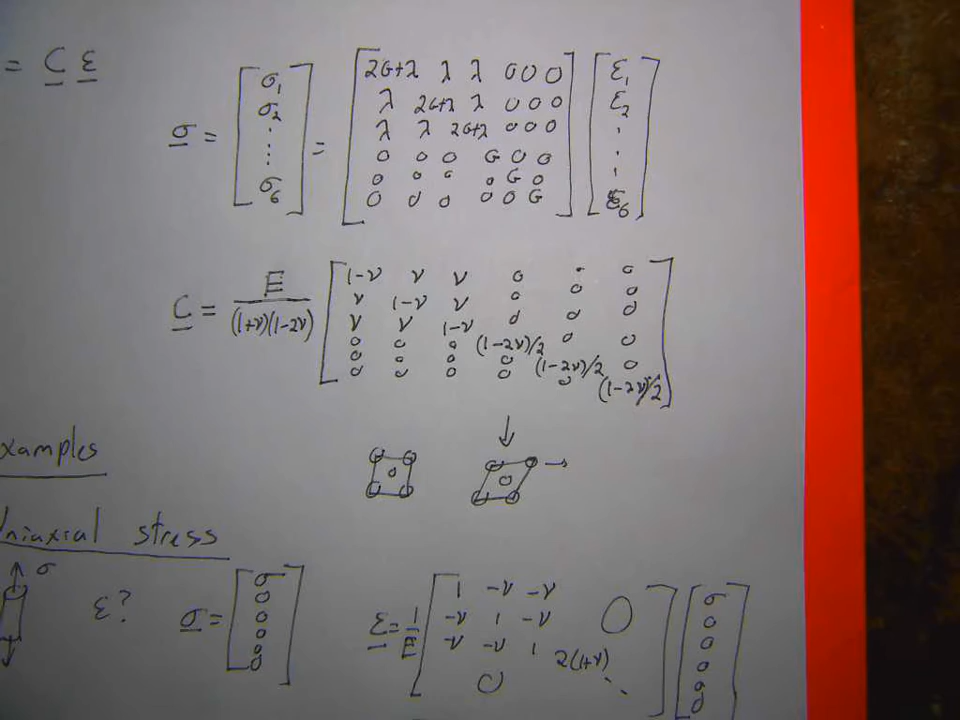 = C ε
σ = [σ1 σ2 . ⋮ σ6] = [2G+λ λ λ 0 0 0
λ 2G+λ λ 0 0 0
λ λ 2G+λ 0 0 0
0 0 0 G 0 0
0 0 0 0 G 0
0 0 0 0 0 G] [ε1 ε2 . . . ε6]
C = E / (1+ν)(1-2ν) [1-ν ν ν 0 0 0
ν 1-ν ν 0 0 0
ν ν 1-ν 0 0 0
0 0 0 (1-2ν)/2 0 0
0 0 0 0 (1-2ν)/2 0
0 0 0 0 0 (1-2ν)/2]
xamples
niaxial stress
σ
ε? σ = [σ 0 0 0 0 0]
ε = 1/E [1 -ν -ν
-ν 1 -ν 0
-ν -ν 1
2(1+ν)
0 ⋱] [σ 0 0 0 0 0]